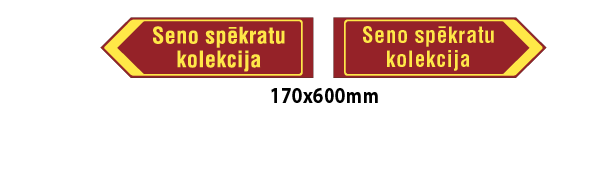 Seno spēkratu
kolekcija
Seno spēkratu
kolekcija
170x600mm